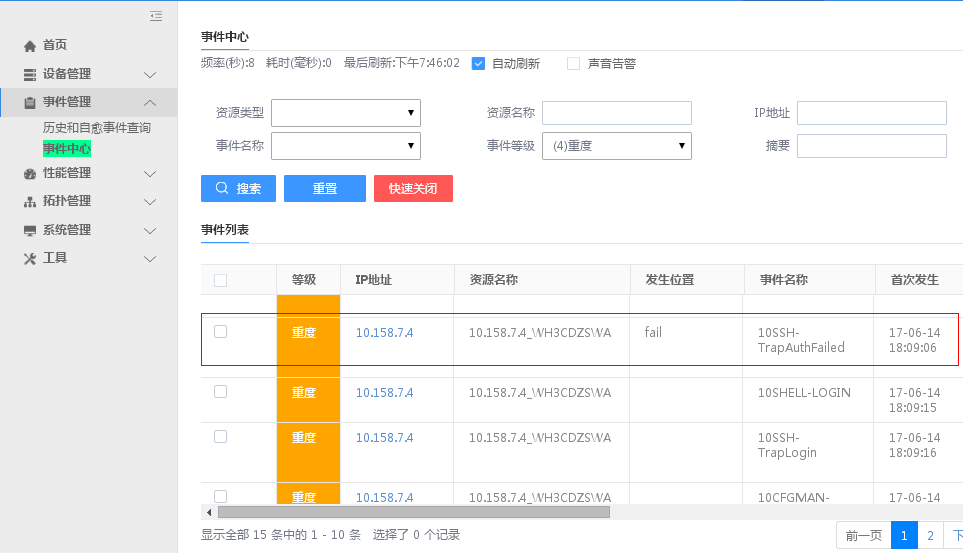 首页
设备管理
事件管理
历史和自愈事件查询
事件中心
性能管理
拓扑管理
系统管理
工具
事件中心
频率(秒):8 耗时(毫秒):0 最后刷新:下午7:46:02 自动刷新 声音告警
资源类型 资源名称 IP地址
事件名称 事件等级 (4)重度 摘要
搜索 重置 快速关闭
事件列表
等级 IP地址 资源名称 发生位置 事件名称 首次发生
重度 10.158.7.4 10.158.7.4_WH3CDZSWA fail 10SSH- 17-06-14
TrapAuthFailed 18:09:06
重度 10.158.7.4 10.158.7.4_WH3CDZSWA 10SHELL-LOGIN 17-06-14
18:09:15
重度 10.158.7.4 10.158.7.4_WH3CDZSWA 10SSH- 17-06-14
TrapLogin 18:09:16
重度 10.158.7.4 10.158.7.4_WH3CDZSWA 10CFGMAN- 17-06-14
显示全部 15 条中的 1 - 10 条 选择了 0 个记录
前一页 1 2 下